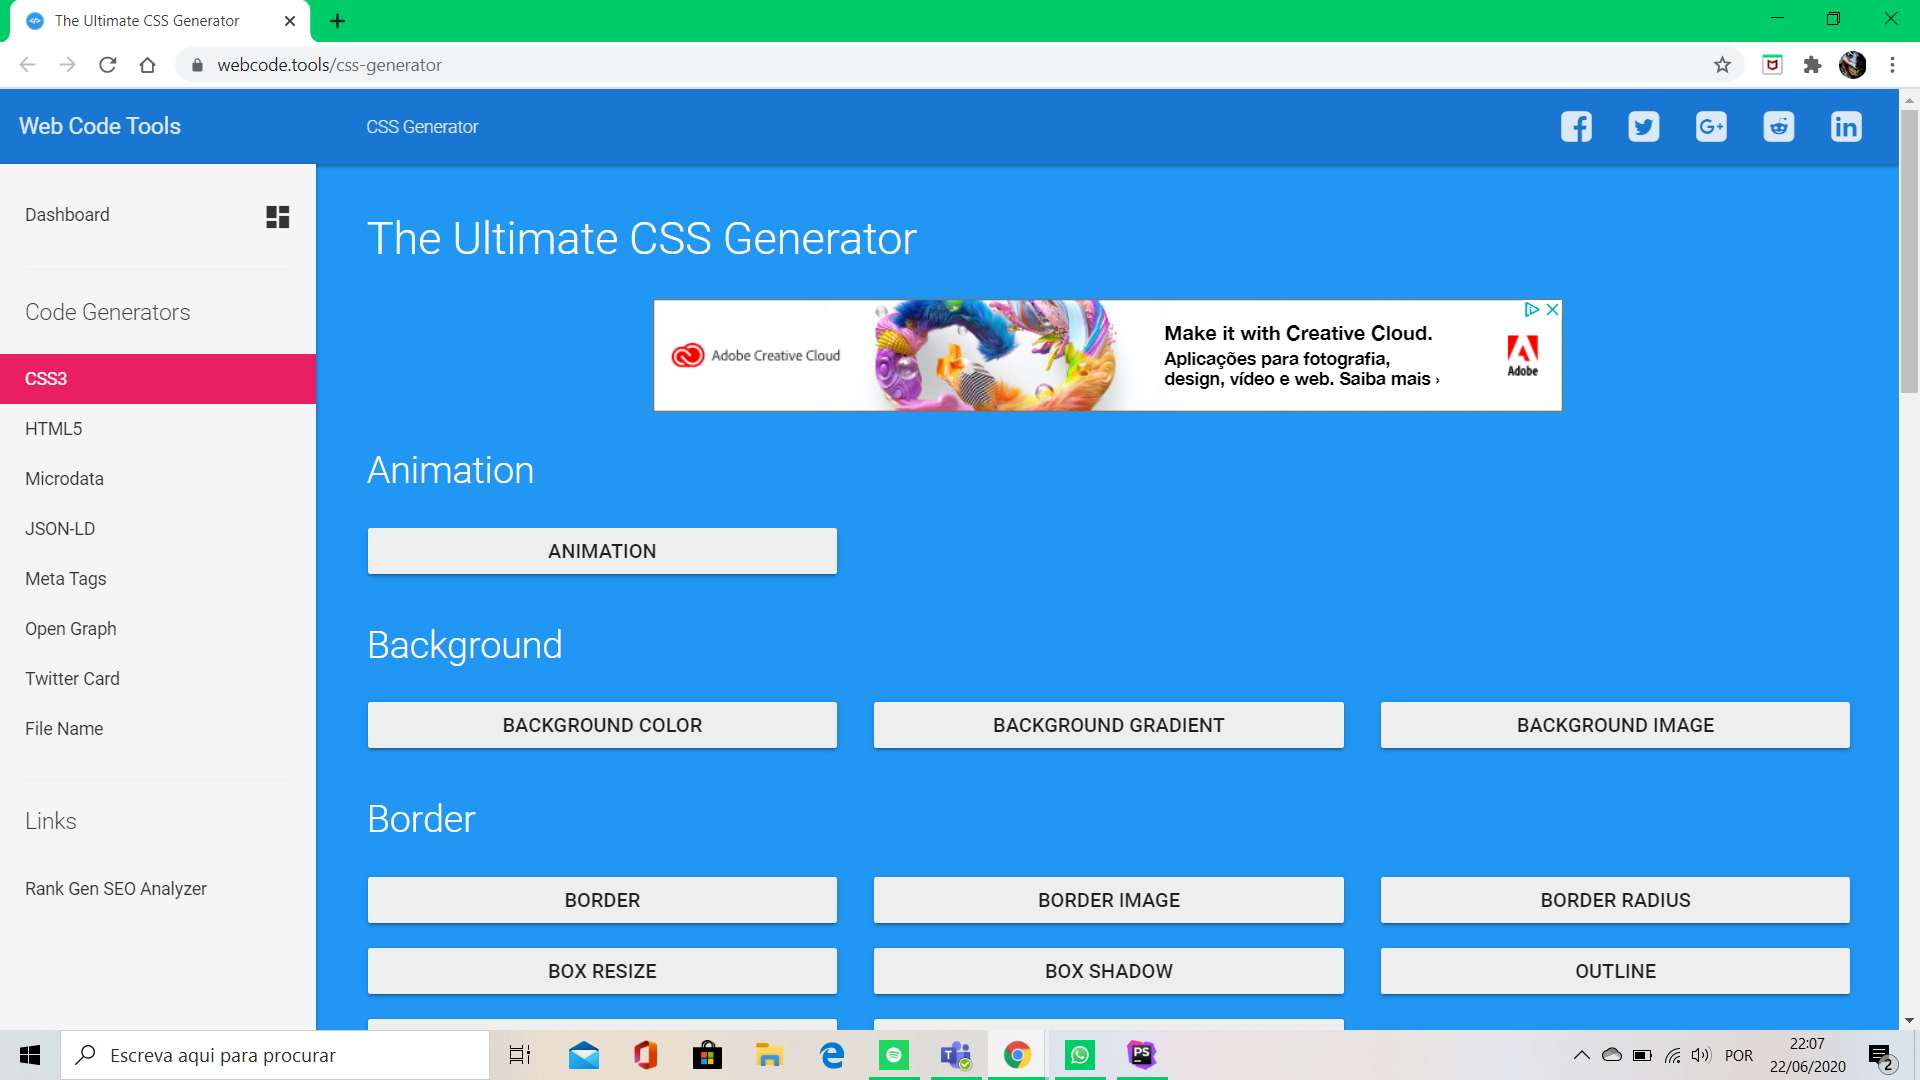 The Ultimate CSS Generator
webcode.tools/css-generator
Web Code Tools
CSS Generator
Dashboard
Code Generators
CSS3
HTML5
Microdata
JSON-LD
Meta Tags
Open Graph
Twitter Card
File Name
Links
Rank Gen SEO Analyzer
The Ultimate CSS Generator
Adobe Creative Cloud
Make it with Creative Cloud.
Aplicações para fotografia,
design, vídeo e web. Saiba mais ›
Adobe
Animation
ANIMATION
Background
BACKGROUND COLOR
BACKGROUND GRADIENT
BACKGROUND IMAGE
Border
BORDER
BORDER IMAGE
BORDER RADIUS
BOX RESIZE
BOX SHADOW
OUTLINE
Escreva aqui para procurar
POR
22:07
22/06/2020
2